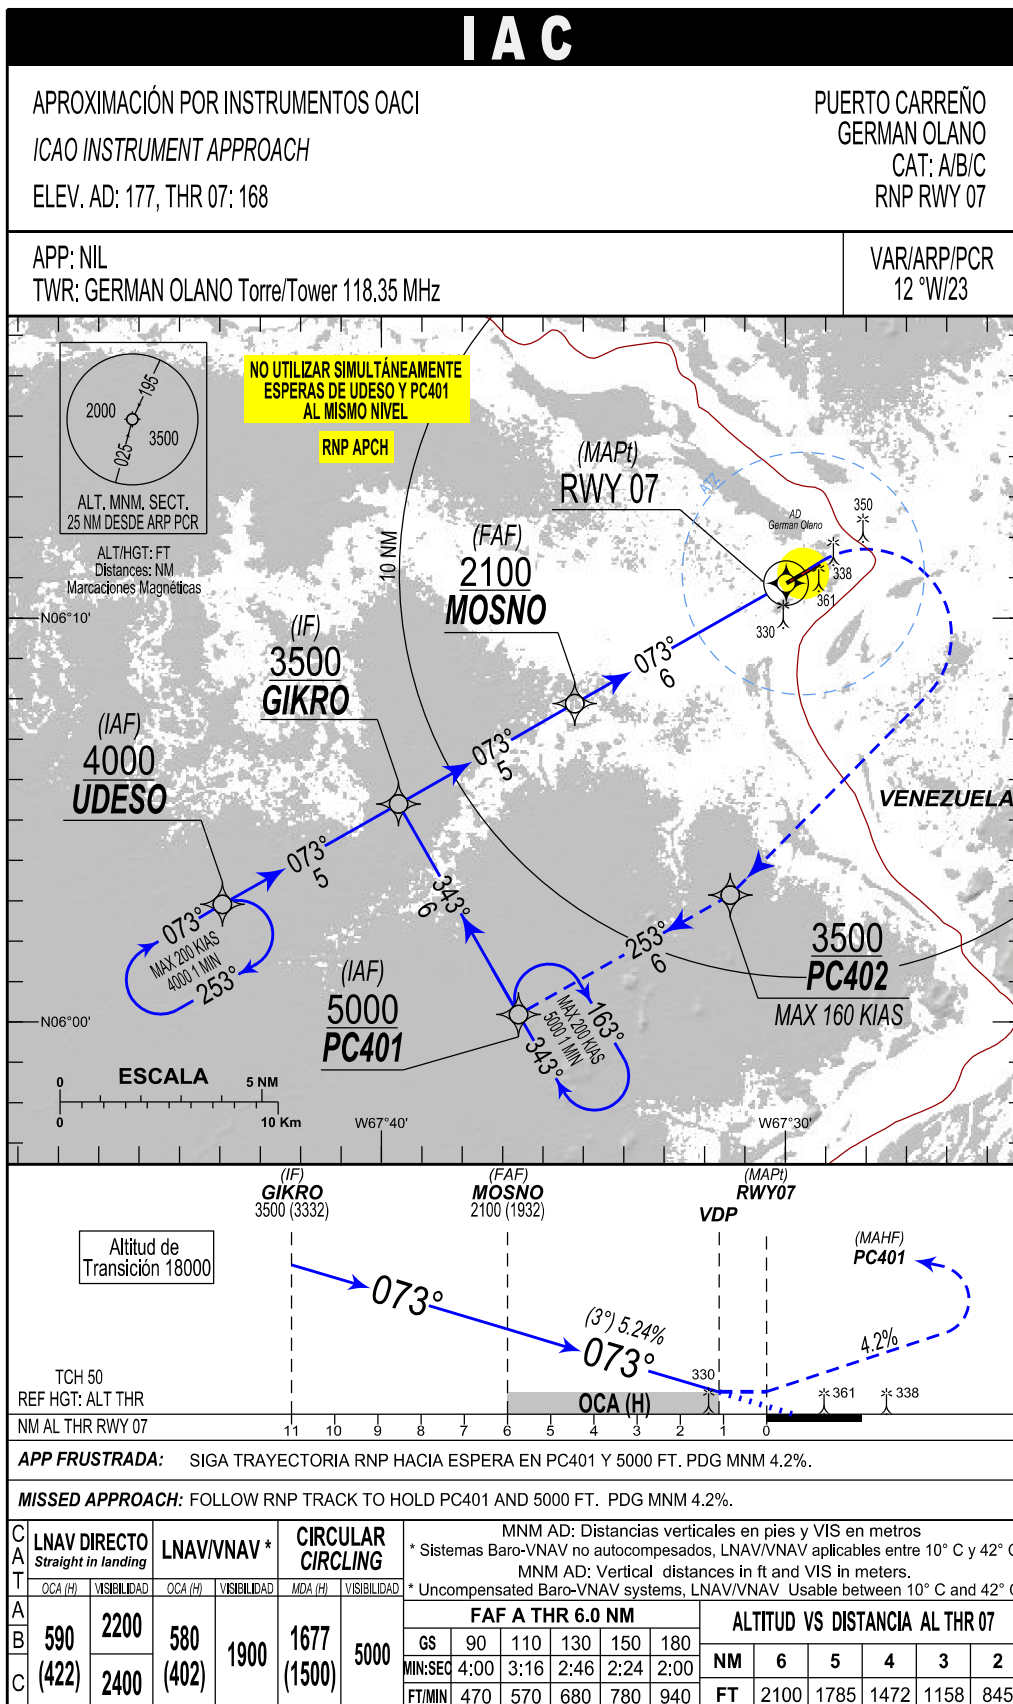 IAC
APROXIMACIÓN POR INSTRUMENTOS OACI
ICAO INSTRUMENT APPROACH
ELEV. AD: 177, THR 07: 168
PUERTO CARREÑO
GERMAN OLANO
CAT: A/B/C
RNP RWY 07
APP: NIL
TWR: GERMAN OLANO Torre/Tower 118.35 MHz
VAR/ARP/PCR
12 °W/23
2000
195
3500
025
ALT. MNM. SECT.
25 NM DESDE ARP PCR
ALT/HGT: FT
Distances: NM
Marcaciones Magnéticas
NO UTILIZAR SIMULTÁNEAMENTE
ESPERAS DE UDESO Y PC401
AL MISMO NIVEL
RNP APCH
10 NM
(MAPt)
RWY 07
AD
German Olano
350
338
361
330
(FAF)
2100
MOSNO
N06°10'
(IF)
3500
GIKRO
073°
6
(IAF)
4000
UDESO
073°
5
VENEZUELA
073°
5
343°
6
073°
MAX 200 KIAS
4000 1 MIN
253°
253°
6
3500
PC402
MAX 160 KIAS
(IAF)
5000
PC401
163°
MAX 200 KIAS
5000 1 MIN
343°
N06°00'
ESCALA
0 5 NM
0 10 Km
W67°40'
W67°30'
(IF)
GIKRO
3500 (3332)
(FAF)
MOSNO
2100 (1932)
(MAPt)
RWY07
VDP
(MAHF)
PC401
Altitud de
Transición 18000
073°
(3°) 5.24%
073°
4.2%
TCH 50
REF HGT: ALT THR
330
OCA (H)
361
338
NM AL THR RWY 07
11 10 9 8 7 6 5 4 3 2 1 0
APP FRUSTRADA: SIGA TRAYECTORIA RNP HACIA ESPERA EN PC401 Y 5000 FT. PDG MNM 4.2%.
MISSED APPROACH: FOLLOW RNP TRACK TO HOLD PC401 AND 5000 FT. PDG MNM 4.2%.
CAT
LNAV DIRECTO
Straight in landing
LNAV/VNAV *
CIRCULAR
CIRCLING
OCA (H) VISIBILIDAD OCA (H) VISIBILIDAD MDA (H) VISIBILIDAD
A
B
C
590
(422)
2200
2400
580
(402)
1900
1677
(1500)
5000
MNM AD: Distancias verticales en pies y VIS en metros
* Sistemas Baro-VNAV no autocompesados, LNAV/VNAV aplicables entre 10° C y 42° C
MNM AD: Vertical distances in ft and VIS in meters.
* Uncompensated Baro-VNAV systems, LNAV/VNAV Usable between 10° C and 42° C
FAF A THR 6.0 NM
GS 90 110 130 150 180
MIN:SEC 4:00 3:16 2:46 2:24 2:00
FT/MIN 470 570 680 780 940
ALTITUD VS DISTANCIA AL THR 07
NM 6 5 4 3 2
FT 2100 1785 1472 1158 845